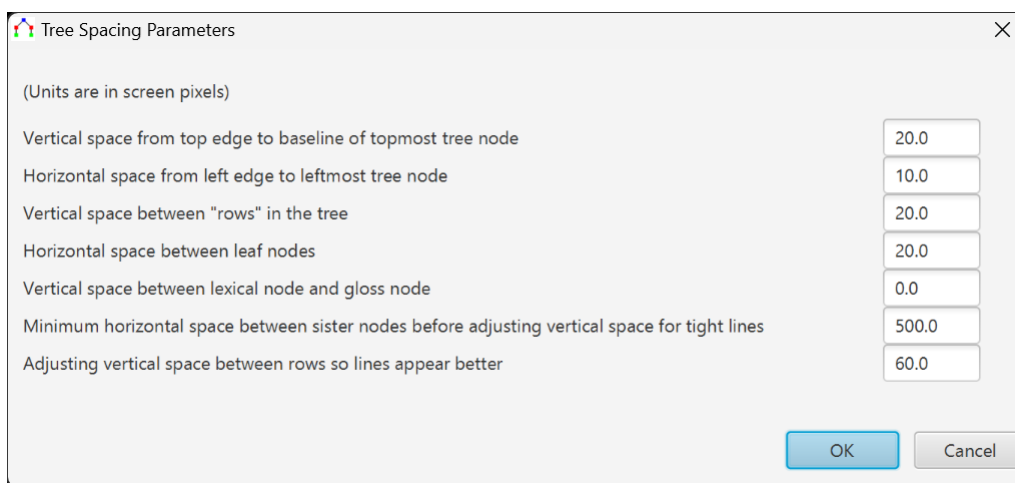 Tree Spacing Parameters
(Units are in screen pixels)
Vertical space from top edge to baseline of topmost tree node 20.0
Horizontal space from left edge to leftmost tree node 10.0
Vertical space between "rows" in the tree 20.0
Horizontal space between leaf nodes 20.0
Vertical space between lexical node and gloss node 0.0
Minimum horizontal space between sister nodes before adjusting vertical space for tight lines 500.0
Adjusting vertical space between rows so lines appear better 60.0
OK Cancel